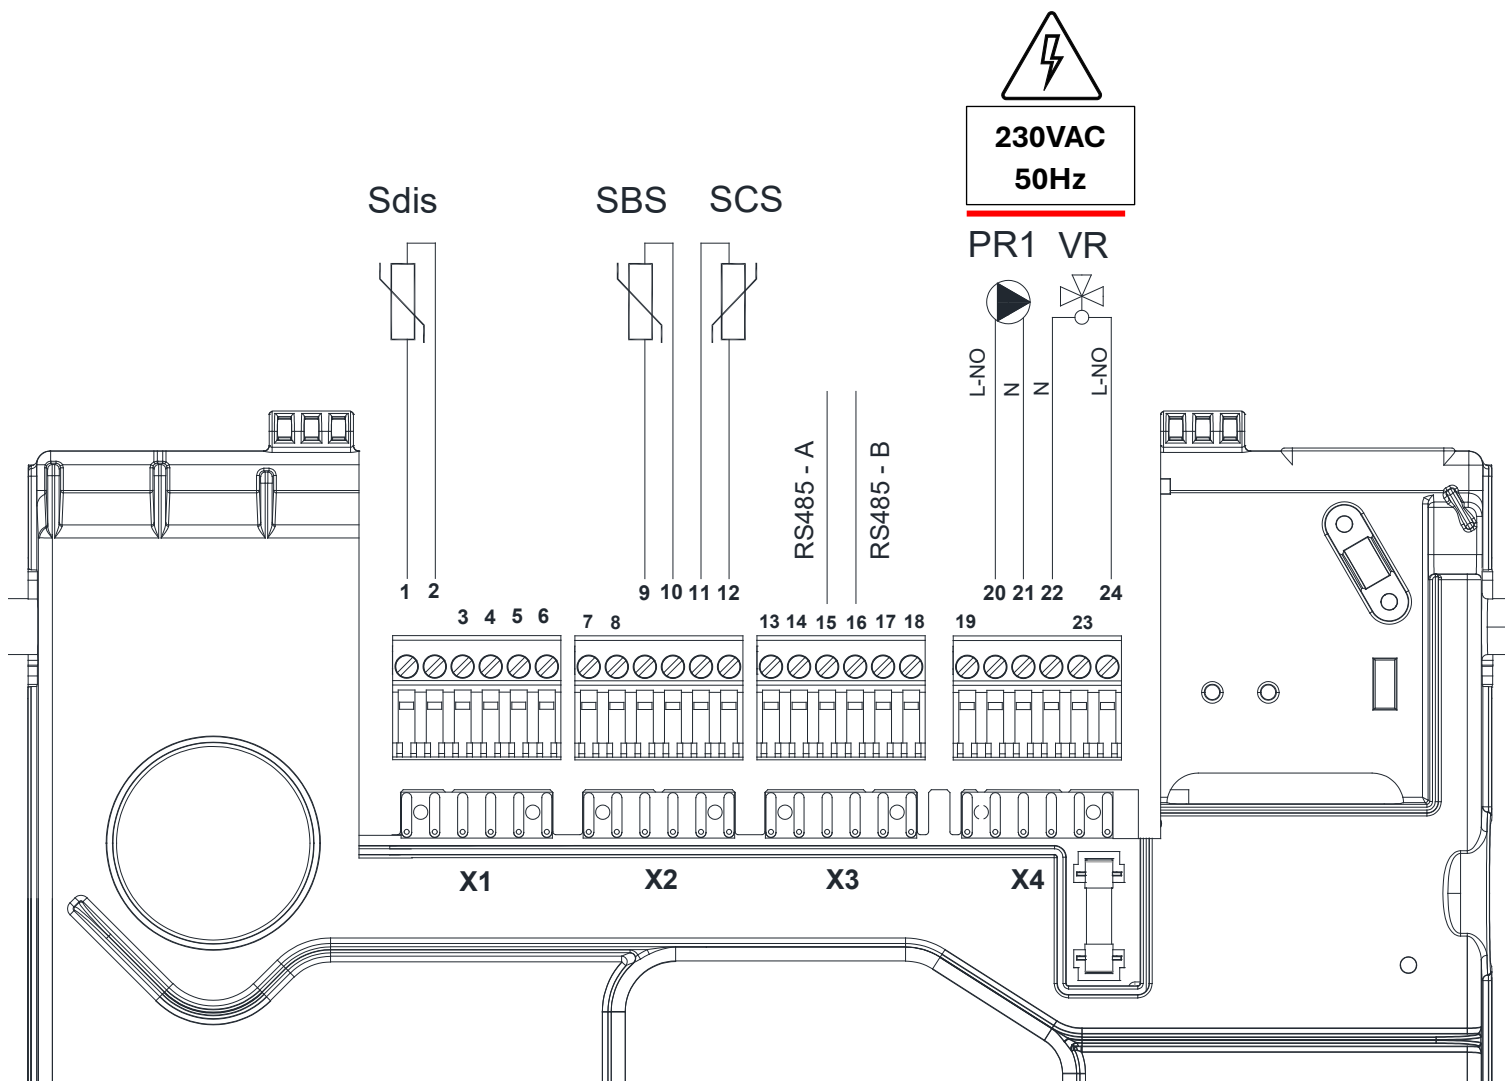 230VAC
50Hz
Sdis
SBS
SCS
PR1
VR
L-NO
N
N
L-NO
RS485 - A
RS485 - B
1 2 9 10 11 12 20 21 22 24
3 4 5 6 7 8 13 14 15 16 17 18 19 23
X1 X2 X3 X4